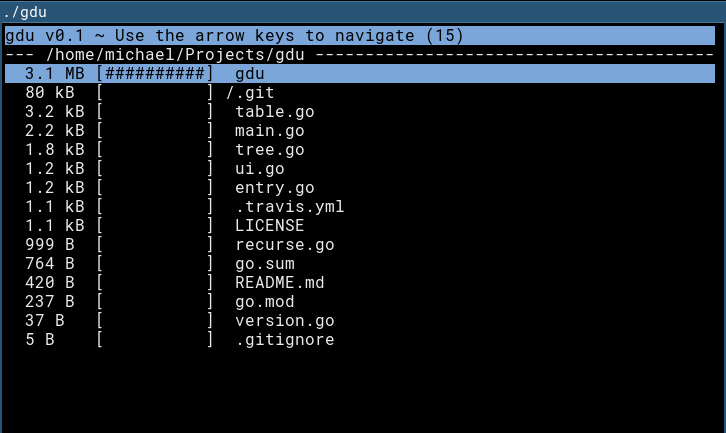 ./gdu
gdu v0.1 ~ Use the arrow keys to navigate (15)
--- /home/michael/Projects/gdu ----------------------------------------
3.1 MB [##########]  gdu
80 kB  [          ] /.git
3.2 kB [          ]  table.go
2.2 kB [          ]  main.go
1.8 kB [          ]  tree.go
1.2 kB [          ]  ui.go
1.2 kB [          ]  entry.go
1.1 kB [          ]  .travis.yml
1.1 kB [          ]  LICENSE
999 B  [          ]  recurse.go
764 B  [          ]  go.sum
420 B  [          ]  README.md
237 B  [          ]  go.mod
37 B   [          ]  version.go
5 B    [          ]  .gitignore